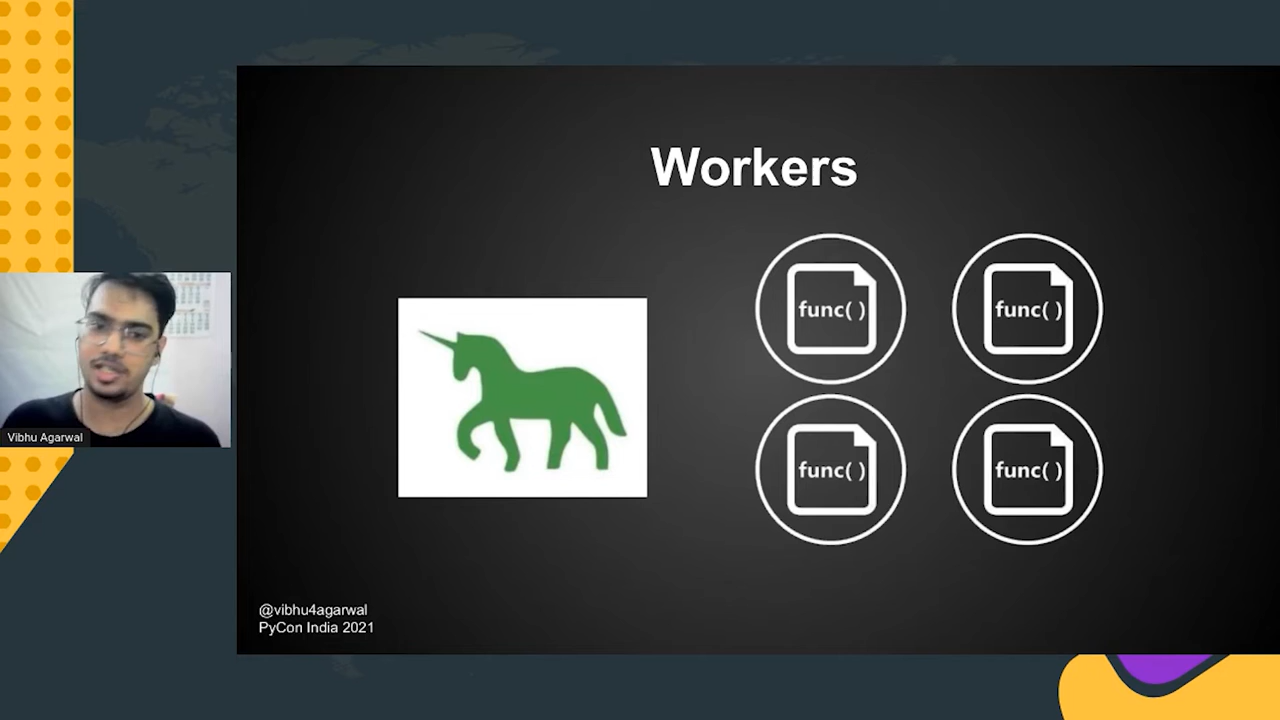 Workers
func( )
func( )
func( )
func( )
Vibhu Agarwal
@vibhu4agarwal
PyCon India 2021